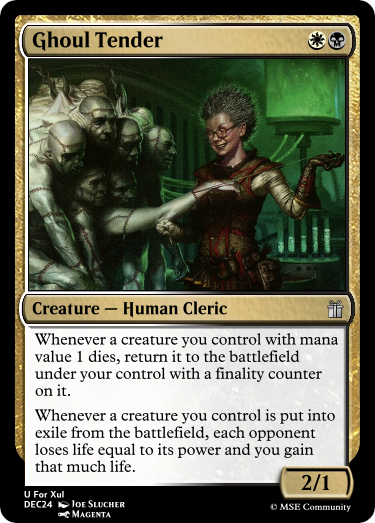 Ghoul Tender
Creature — Human Cleric
Whenever a creature you control with mana
value 1 dies, return it to the battlefield
under your control with a finality counter
on it.
Whenever a creature you control is put into
exile from the battlefield, each opponent
loses life equal to its power and you gain
that much life.
2/1
U For Xul
DEC24 Joe Slucher
Magenta
© MSE Community